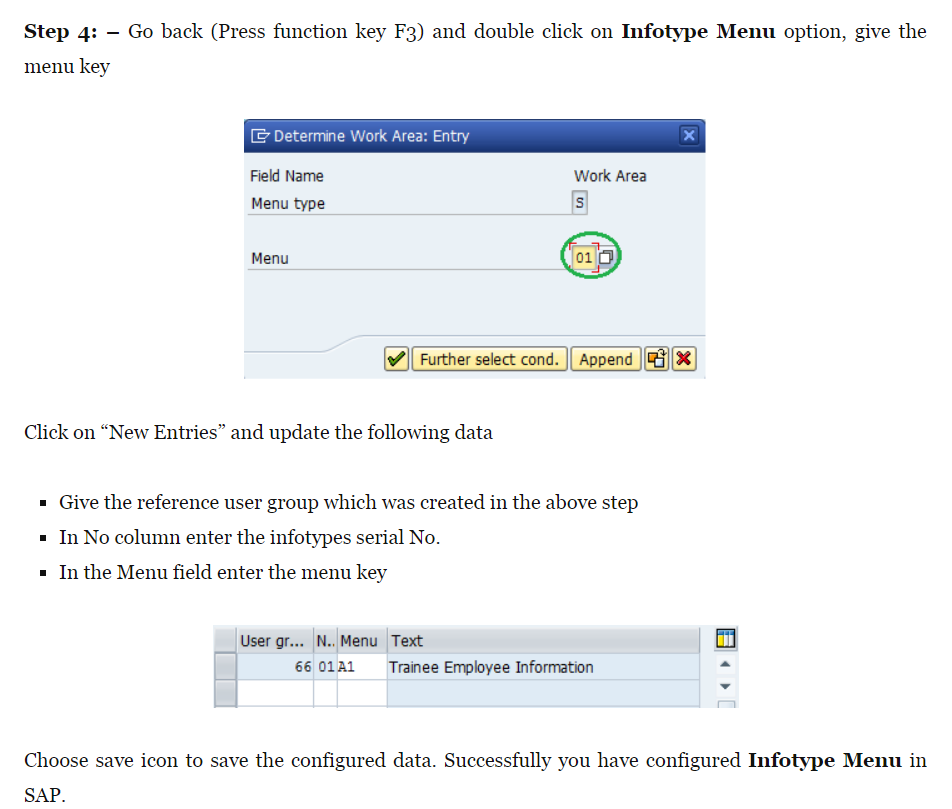 Step 4: – Go back (Press function key F3) and double click on Infotype Menu option, give the
menu key
Determine Work Area: Entry
Field Name Work Area
Menu type S
Menu 01
Further select cond. Append
Click on “New Entries” and update the following data
▪ Give the reference user group which was created in the above step
▪ In No column enter the infotypes serial No.
▪ In the Menu field enter the menu key
User gr... N.. Menu Text
66 01 A1 Trainee Employee Information
Choose save icon to save the configured data. Successfully you have configured Infotype Menu in
SAP.